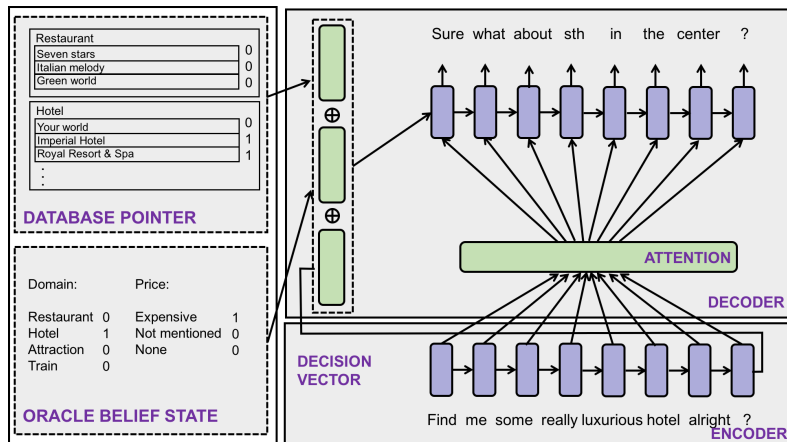 Restaurant
Seven stars 0
Italian melody 0
Green world 0
Hotel
Your world 0
Imperial Hotel 1
Royal Resort & Spa 1
.
.
.
DATABASE POINTER
Domain: Price:
Restaurant 0 Expensive 1
Hotel 1 Not mentioned 0
Attraction 0 None 0
Train 0
ORACLE BELIEF STATE
Sure what about sth in the center ?
ATTENTION
DECODER
DECISION
VECTOR
Find me some really luxurious hotel alright ?
ENCODER